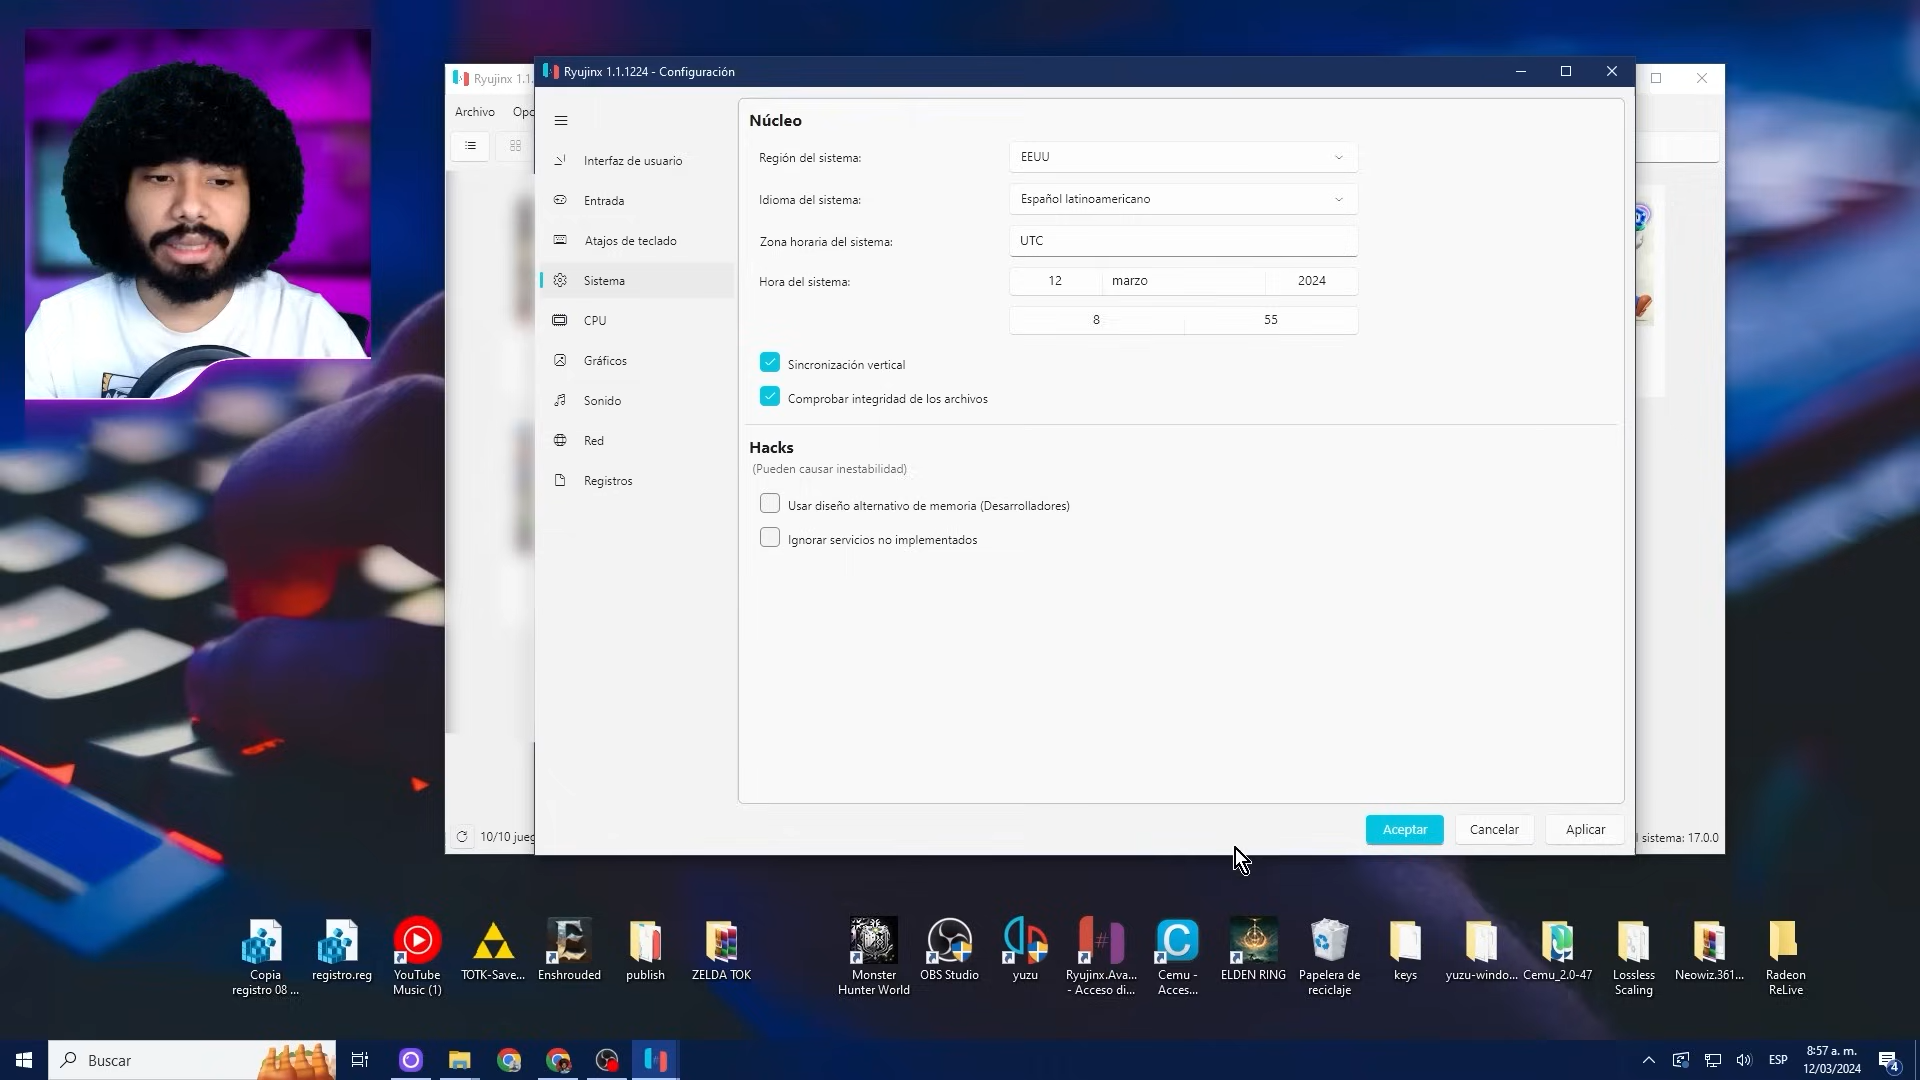 Ryujinx 1.1.
Ryujinx 1.1.1224 - Configuración
Archivo
Interfaz de usuario
Entrada
Atajos de teclado
Sistema
CPU
Gráficos
Sonido
Red
Registros
Núcleo
Región del sistema:
EEUU
Idioma del sistema:
Español latinoamericano
Zona horaria del sistema:
UTC
Hora del sistema:
12
marzo
2024
8
55
Sincronización vertical
Comprobar integridad de los archivos
Hacks
(Pueden causar inestabilidad)
Usar diseño alternativo de memoria (Desarrolladores)
Ignorar servicios no implementados
Aceptar
Cancelar
Aplicar
10/10 jueg
l sistema: 17.0.0
Copia
registro 08 ...
registro.reg
YouTube
Music (1)
TOTK-Save...
Enshrouded
publish
ZELDA TOK
Monster
Hunter World
OBS Studio
yuzu
Ryujinx.Ava...
- Acceso di...
Cemu -
Acces...
ELDEN RING
Papelera de
reciclaje
keys
yuzu-windo...
Cemu_2.0-47
Lossless
Scaling
Neowiz.361...
Radeon
ReLive
Buscar
ESP
8:57 a. m.
12/03/2024
4